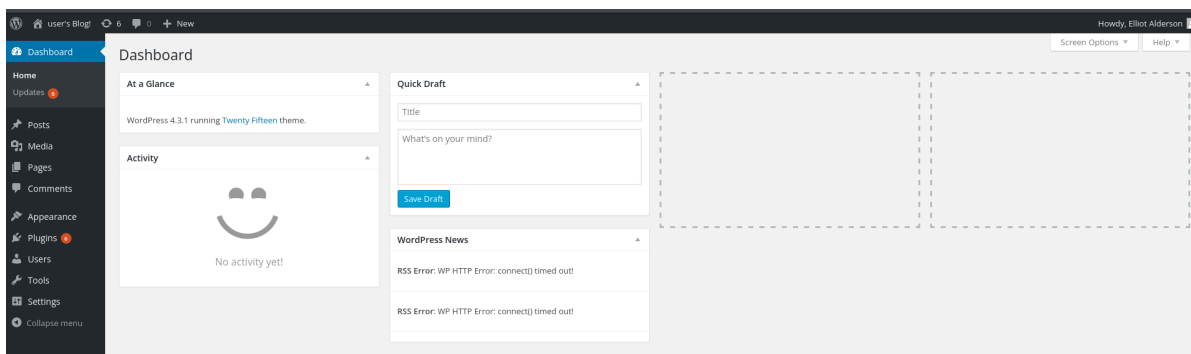 user's Blog! 6 0 + New Howdy, Elliot Alderson
Screen Options Help
Dashboard
Home
Updates 6
Posts
Media
Pages
Comments
Appearance
Plugins 6
Users
Tools
Settings
Collapse menu
Dashboard
At a Glance
WordPress 4.3.1 running Twenty Fifteen theme.
Activity
No activity yet!
Quick Draft
Title
What's on your mind?
Save Draft
WordPress News
RSS Error: WP HTTP Error: connect() timed out!
RSS Error: WP HTTP Error: connect() timed out!